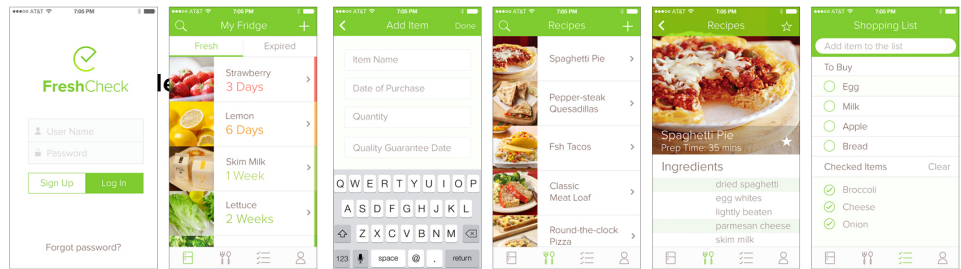 ●●●●○ AT&T 7:05 PM
le
FreshCheck
User Name
Password
Sign Up Log In
Forgot password?
●●●●○ AT&T 7:05 PM
My Fridge +
Fresh Expired
Strawberry
3 Days
Lemon
6 Days
Skim Milk
1 Week
Lettuce
2 Weeks
●●●●○ AT&T 7:05 PM
Add Item Done
Item Name
Date of Purchase
Quantity
Quality Guarantee Date
Q W E R T Y U I O P
A S D F G H J K L
Z X C V B N M
123 space @ . return
●●●●○ AT&T 7:05 PM
Recipes +
Spaghetti Pie
Pepper-steak
Quesadillas
Fsh Tacos
Classic
Meat Loaf
Round-the-clock
Pizza
●●●●○ AT&T 7:05 PM
Recipes
Spaghetti Pie
Prep Time: 35 mins
Ingredients
dried spaghetti
egg whites
lightly beaten
parmesan cheese
skim milk
●●●●○ AT&T 7:05 PM
Shopping List
Add item to the list
To Buy
Egg
Milk
Apple
Bread
Checked Items Clear
Broccoli
Cheese
Onion